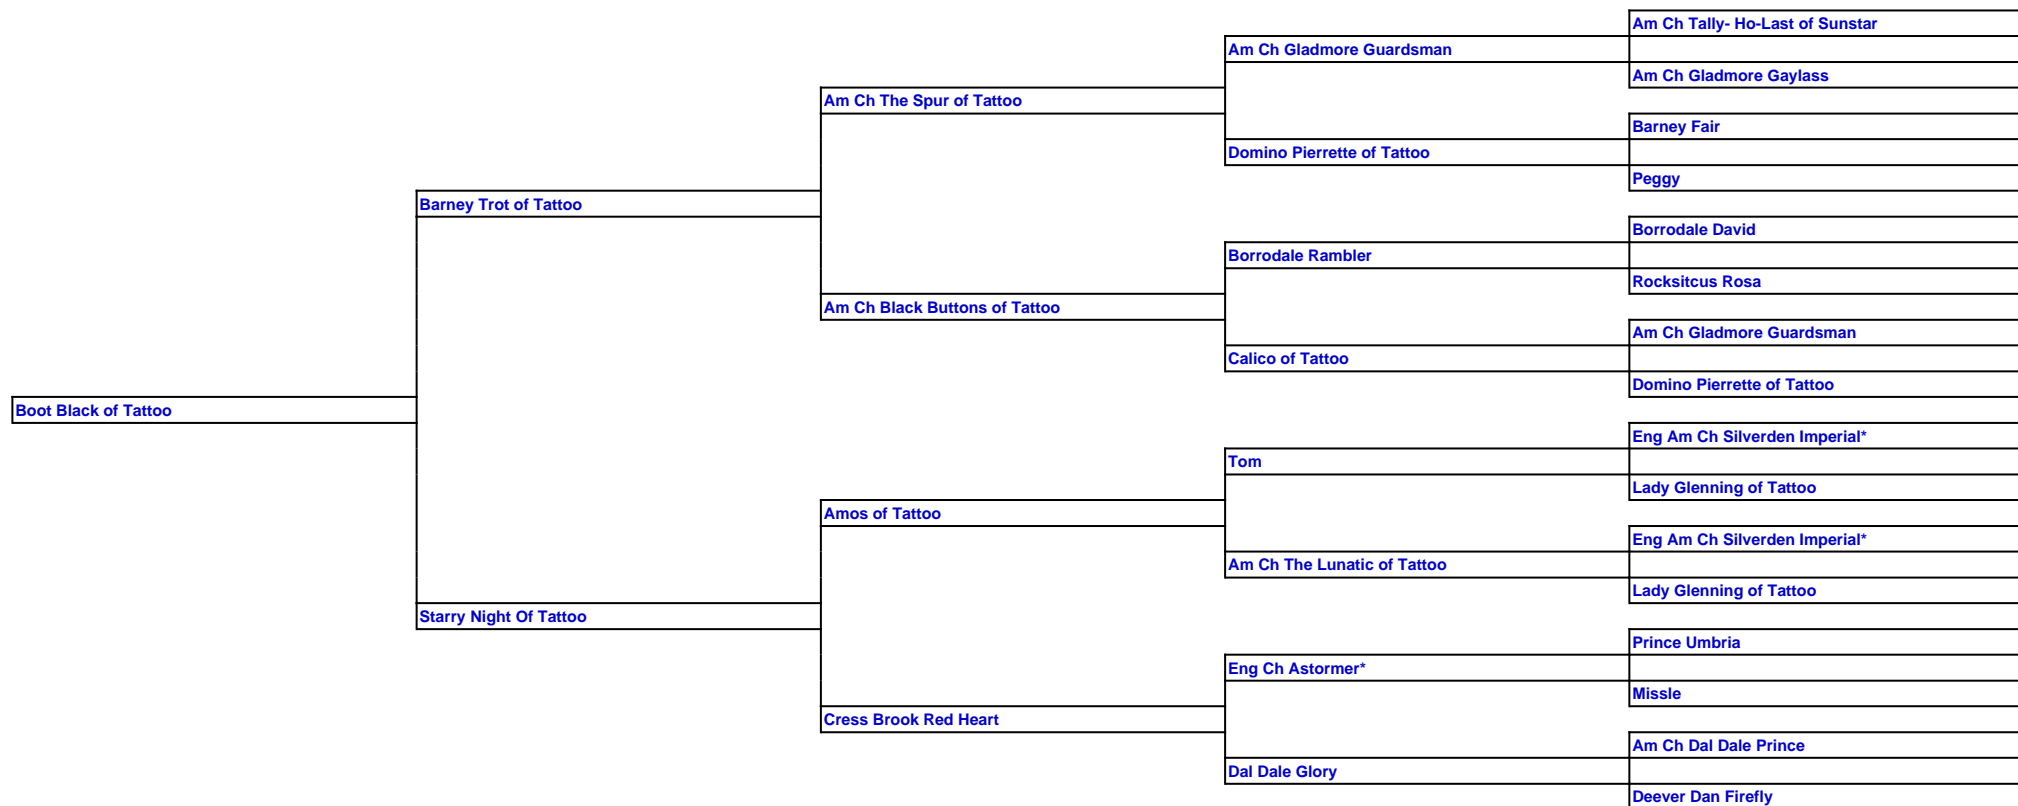 Am Ch Tally- Ho-Last of Sunstar
Am Ch Gladmore Guardsman
Am Ch Gladmore Gaylass
Am Ch The Spur of Tattoo
Barney Fair
Domino Pierrette of Tattoo
Peggy
Barney Trot of Tattoo
Borrodale David
Borrodale Rambler
Rocksitcus Rosa
Am Ch Black Buttons of Tattoo
Am Ch Gladmore Guardsman
Calico of Tattoo
Domino Pierrette of Tattoo
Boot Black of Tattoo
Eng Am Ch Silverden Imperial*
Tom
Lady Glenning of Tattoo
Amos of Tattoo
Eng Am Ch Silverden Imperial*
Am Ch The Lunatic of Tattoo
Lady Glenning of Tattoo
Starry Night Of Tattoo
Prince Umbria
Eng Ch Astormer*
Missle
Cress Brook Red Heart
Am Ch Dal Dale Prince
Dal Dale Glory
Deever Dan Firefly